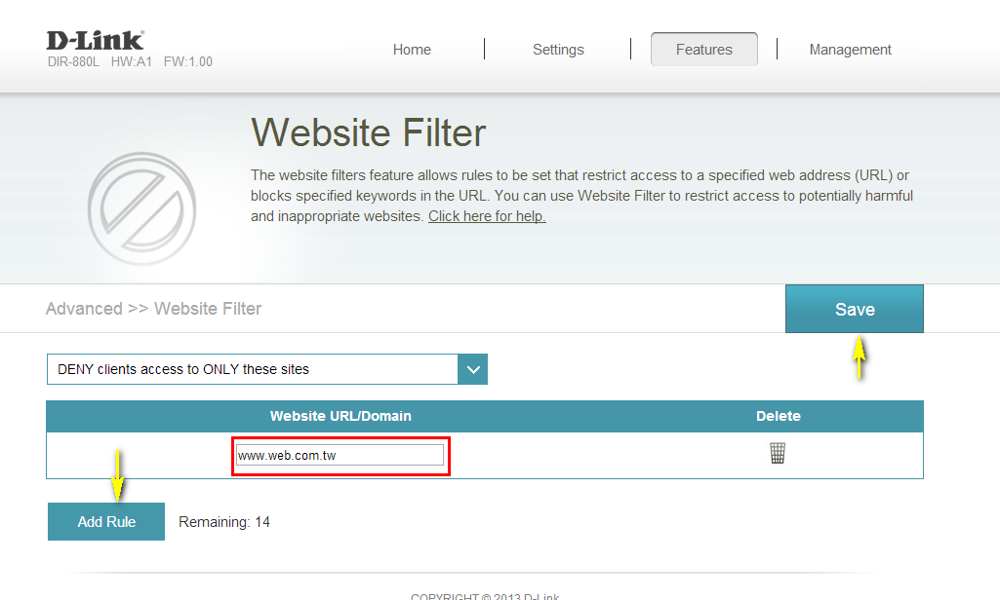 D-Link
DIR-880L HW:A1 FW:1.00
Home Settings Features Management
Website Filter
The website filters feature allows rules to be set that restrict access to a specified web address (URL) or
blocks specified keywords in the URL. You can use Website Filter to restrict access to potentially harmful
and inappropriate websites. Click here for help.
Advanced >> Website Filter
Save
DENY clients access to ONLY these sites
Website URL/Domain Delete
www.web.com.tw
Add Rule Remaining: 14
COPYRIGHT © 2013 D-Link